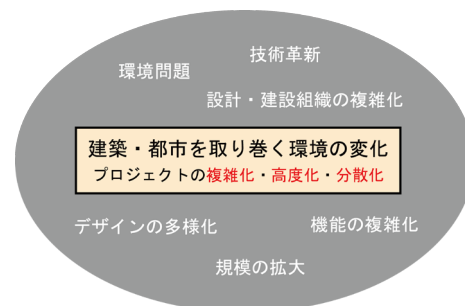 技術革新
環境問題
設計・建設組織の複雑化
建築・都市を取り巻く環境の変化
プロジェクトの複雑化・高度化・分散化
デザインの多様化
機能の複雑化
規模の拡大